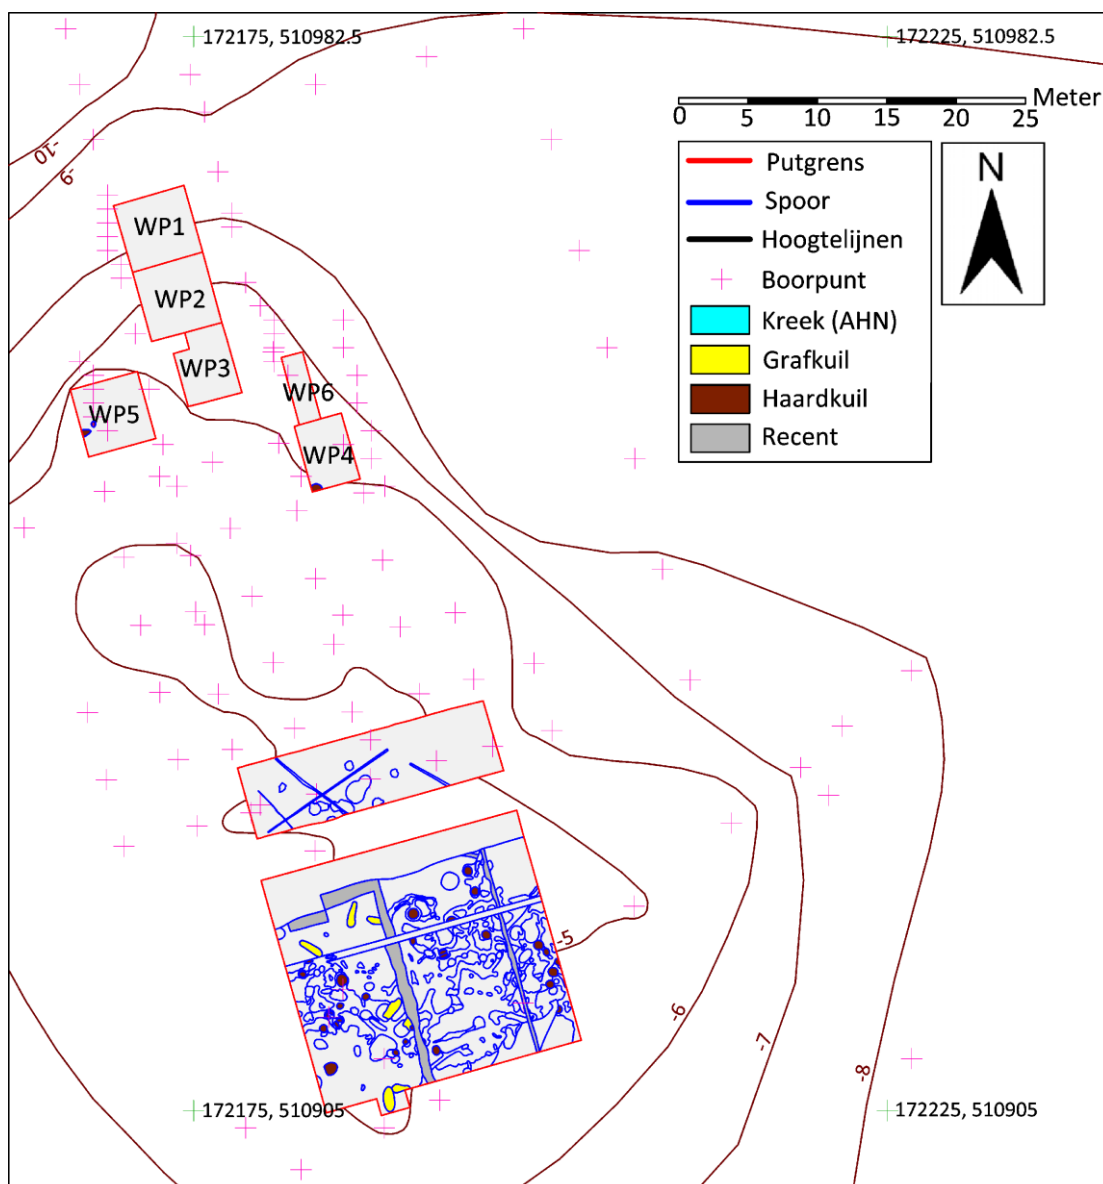 172175, 510982.5
172225, 510982.5
Meter
0 5 10 15 20 25
Putgrens
Spoor
Hoogtelijnen
Boorpunt
Kreek (AHN)
Grafkuil
Haardkuil
Recent
N
-10
-9
WP1
WP2
WP3
WP6
WP5
WP4
-5
-6
-7
-8
172175, 510905
172225, 510905